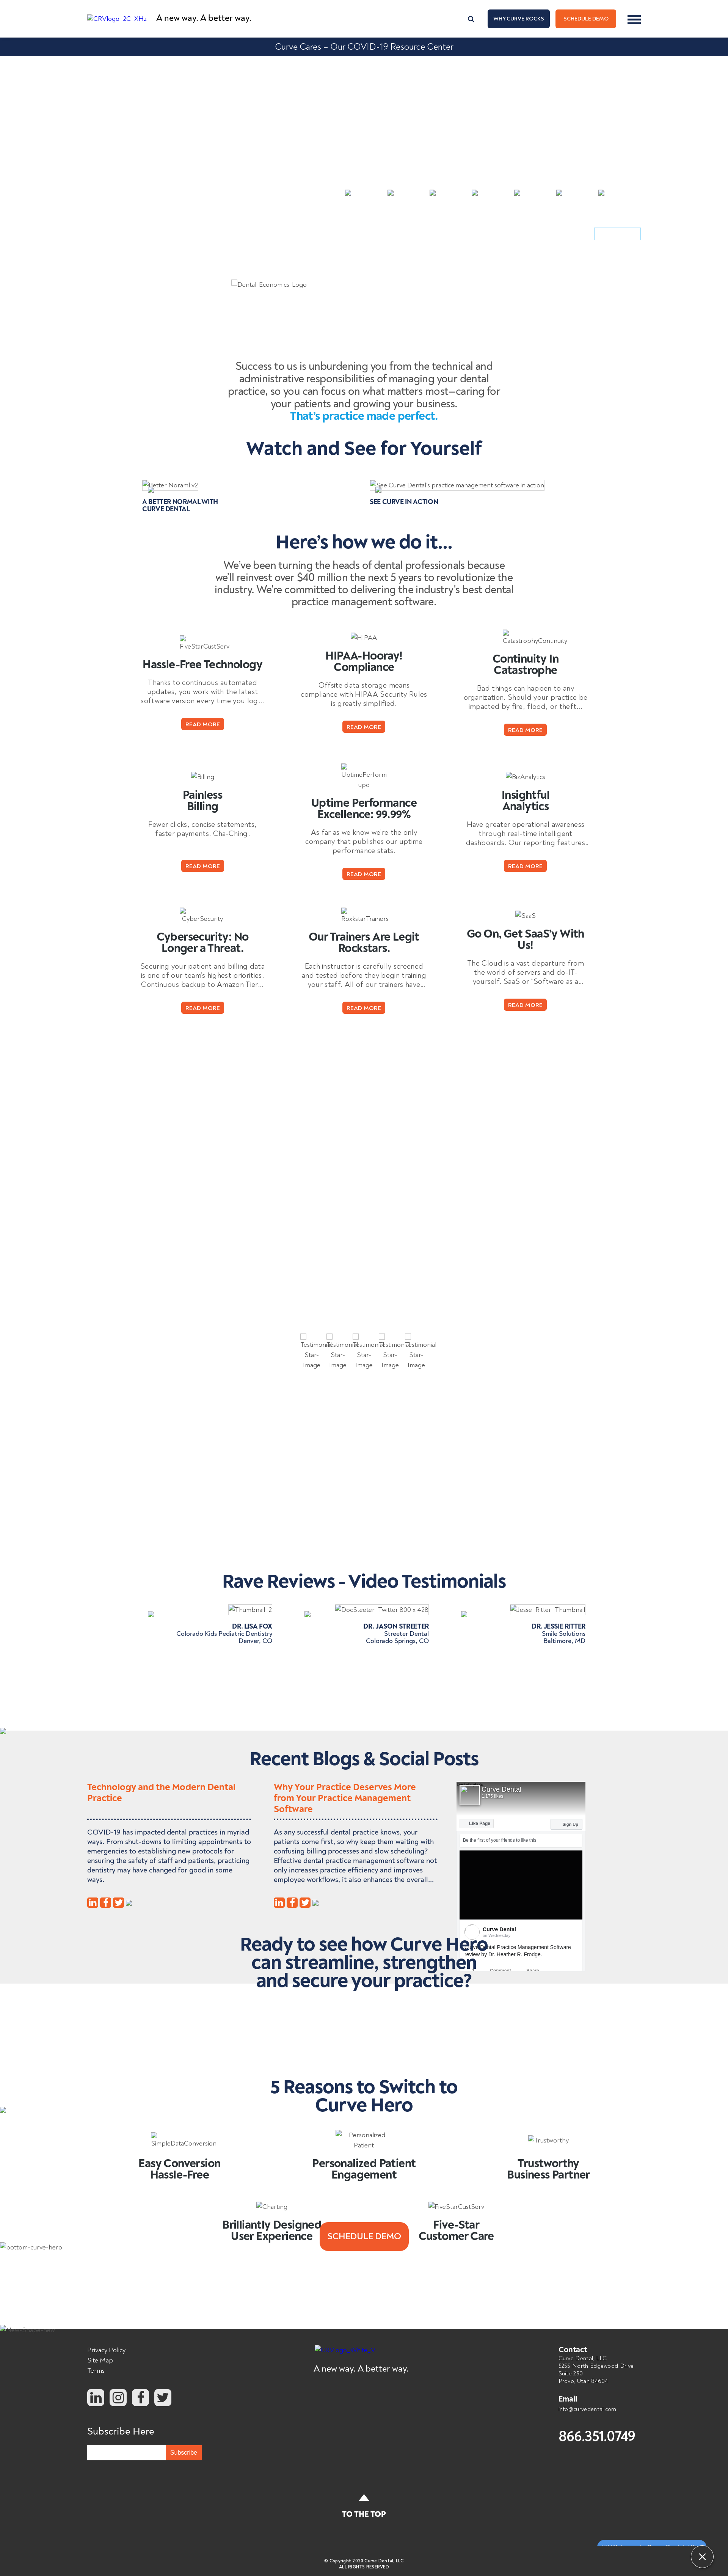 CRVlogo_2C_XHz
A new way. A better way.
WHY CURVE ROCKS
SCHEDULE DEMO
Curve Cares – Our COVID-19 Resource Center
Dental-Economics-Logo
Success to us is unburdening you from the technical and
administrative responsibilities of managing your dental
practice, so you can focus on what matters most—caring for
your patients and growing your business.
That's practice made perfect.
Watch and See for Yourself
Better Noraml v2
A BETTER NORMAL WITH
CURVE DENTAL
See Curve Dental's practice management software in action
SEE CURVE IN ACTION
Here's how we do it...
We've been turning the heads of dental professionals because
we'll reinvest over $40 million the next 5 years to revolutionize the
industry. We're committed to delivering the industry's best dental
practice management software.
FiveStarCustServ
Hassle-Free Technology
Thanks to continuous automated
updates, you work with the latest
software version every time you log...
READ MORE
HIPAA
HIPAA-Hooray!
Compliance
Offsite data storage means
compliance with HIPAA Security Rules
is greatly simplified.
READ MORE
CatastrophyContinuity
Continuity In
Catastrophe
Bad things can happen to any
organization. Should your practice be
impacted by fire, flood, or theft....
READ MORE
Billing
Painless
Billing
Fewer clicks, concise statements,
faster payments. Cha-Ching.
READ MORE
UptimePerform-
upd
Uptime Performance
Excellence: 99.99%
As far as we know we're the only
company that publishes our uptime
performance stats.
READ MORE
BizAnalytics
Insightful
Analytics
Have greater operational awareness
through real-time intelligent
dashboards. Our reporting features..
READ MORE
CyberSecurity
Cybersecurity: No
Longer a Threat.
Securing your patient and billing data
is one of our team's highest priorities.
Continuous backup to Amazon Tier...
READ MORE
RoxkstarTrainers
Our Trainers Are Legit
Rockstars.
Each instructor is carefully screened
and tested before they begin training
your staff. All of our trainers have...
READ MORE
SaaS
Go On, Get SaaS'y With
Us!
The Cloud is a vast departure from
the world of servers and do-IT-
yourself. SaaS or "Software as a...
READ MORE
Testimonial-
Star-
Image
Testimonial-
Star-
Image
Testimonial-
Star-
Image
Testimonial-
Star-
Image
Testimonial-
Star-
Image
Rave Reviews - Video Testimonials
Thumbnail_2
DR. LISA FOX
Colorado Kids Pediatric Dentistry
Denver, CO
DocSteeter_Twitter 800 x 428
DR. JASON STREETER
Streeter Dental
Colorado Springs, CO
Jesse_Ritter_Thumbnail
DR. JESSIE RITTER
Smile Solutions
Baltimore, MD
Recent Blogs & Social Posts
Technology and the Modern Dental
Practice
COVID-19 has impacted dental practices in myriad
ways. From shut-downs to limiting appointments to
emergencies to establishing new protocols for
ensuring the safety of staff and patients, practicing
dentistry may have changed for good in some
ways.
Why Your Practice Deserves More
from Your Practice Management
Software
As any successful dental practice knows, your
patients come first, so why keep them waiting with
confusing billing processes and slow scheduling?
Effective dental practice management software not
only increases practice efficiency and improves
employee workflows, it also enhances the overall...
Curve Dental
1,175 likes
Like Page
Sign Up
Be the first of your friends to like this
Curve Dental
on Wednesday
Dental Practice Management Software
review by Dr. Heather R. Frodge.
Comment
Share
Ready to see how Curve Hero
can streamline, strengthen
and secure your practice?
5 Reasons to Switch to
Curve Hero
SimpleDataConversion
Easy Conversion
Hassle-Free
Personalized
Patient
Personalized Patient
Engagement
Trustworthy
Trustworthy
Business Partner
Charting
Brilliantly Designed
User Experience
FiveStarCustServ
Five-Star
Customer Care
SCHEDULE DEMO
bottom-curve-hero
Privacy Policy
Site Map
Terms
Subscribe Here
Subscribe
A new way. A better way.
Contact
Curve Dental, LLC
5255 North Edgewood Drive
Suite 250
Provo, Utah 84604
Email
info@curvedental.com
866.351.0749
TO THE TOP
© Copyright 2020 Curve Dental, LLC
ALL RIGHTS RESERVED